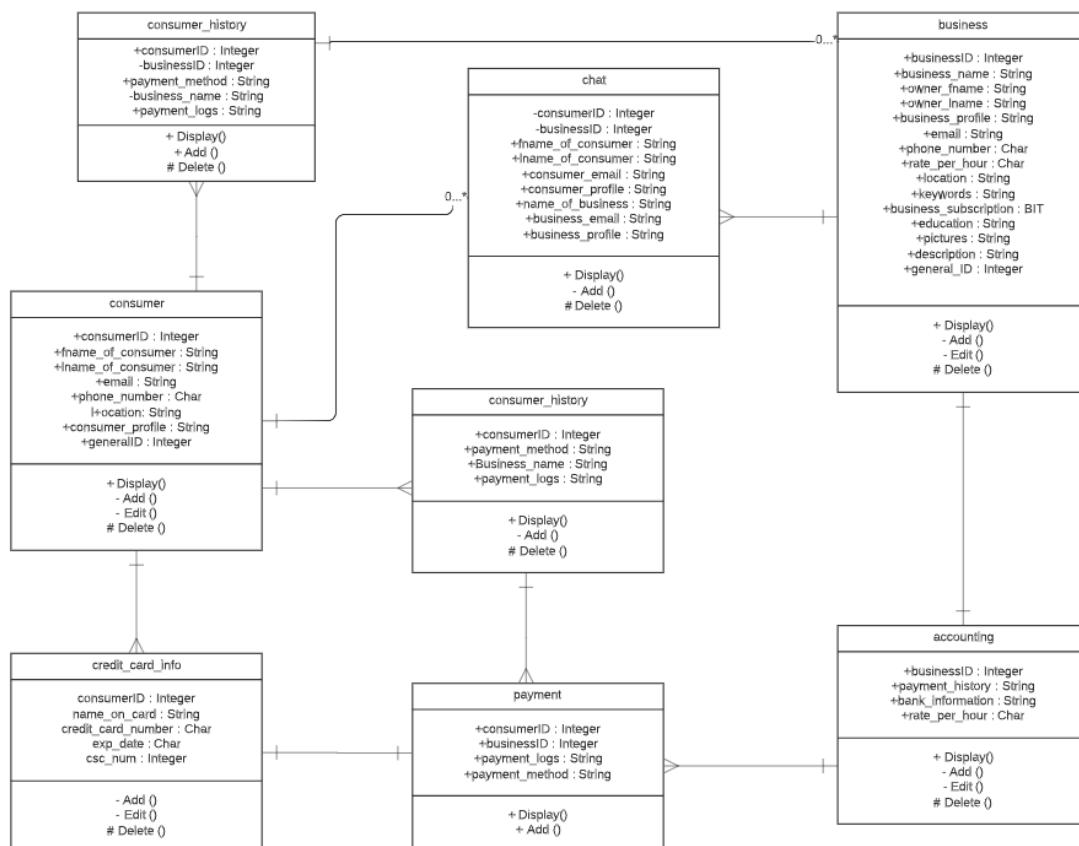 consumer_history
+consumerID : Integer
-businessID : Integer
+payment_method : String
-business_name : String
+payment_logs : String
+ Display()
+ Add ()
# Delete ()
0...*
business
+businessID : Integer
+business_name : String
+owner_fname : String
+owner_lname : String
+business_profile : String
+email : String
+phone_number : Char
+rate_per_hour : Char
+location : String
+keywords : String
+business_subscription : BIT
+education : String
+pictures : String
+description : String
+general_ID : Integer
+ Display()
- Add ()
- Edit ()
# Delete ()
chat
-consumerID : Integer
-businessID : Integer
+fname_of_consumer : String
+lname_of_consumer : String
+consumer_email : String
+consumer_profile : String
+name_of_business : String
+business_email : String
+business_profile : String
+ Display()
- Add ()
# Delete ()
0...*
consumer
+consumerID : Integer
+fname_of_consumer : String
+lname_of_consumer : String
+email : String
+phone_number : Char
l+ocation: String
+consumer_profile : String
+generalID : Integer
+ Display()
- Add ()
- Edit ()
# Delete ()
consumer_history
+consumerID : Integer
+payment_method : String
+Business_name : String
+payment_logs : String
+ Display()
- Add ()
# Delete ()
credit_card_info
consumerID : Integer
name_on_card : String
credit_card_number : Char
exp_date : Char
csc_num : Integer
- Add ()
- Edit ()
# Delete ()
payment
+consumerID : Integer
+businessID : Integer
+payment_logs : String
+payment_method : String
+ Display()
+ Add ()
accounting
+businessID : Integer
+payment_history : String
+bank_information : String
+rate_per_hour : Char
+ Display()
- Add ()
- Edit ()
# Delete ()